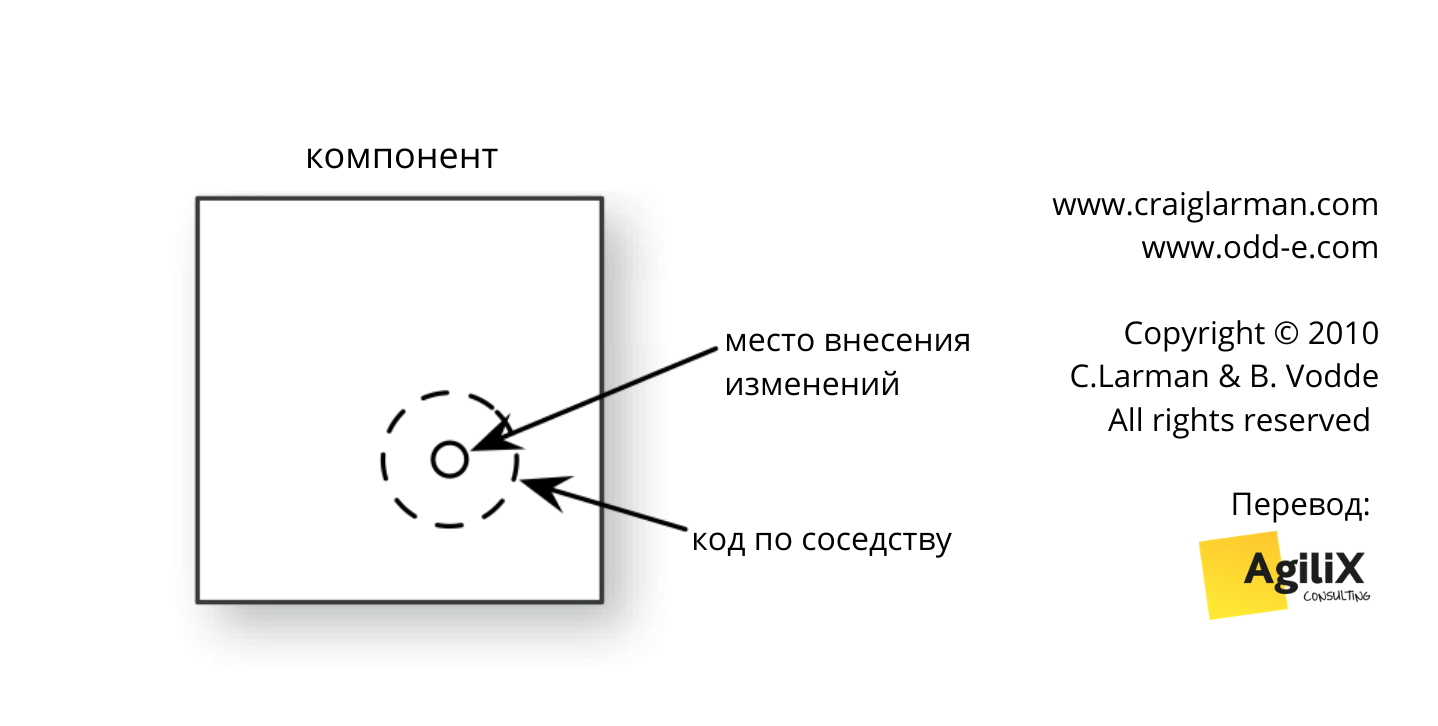 компонент
место внесения
изменений
код по соседству
www.craiglarman.com
www.odd-e.com
Copyright © 2010
C.Larman & B. Vodde
All rights reserved
Перевод:
AgiliX
CONSULTING